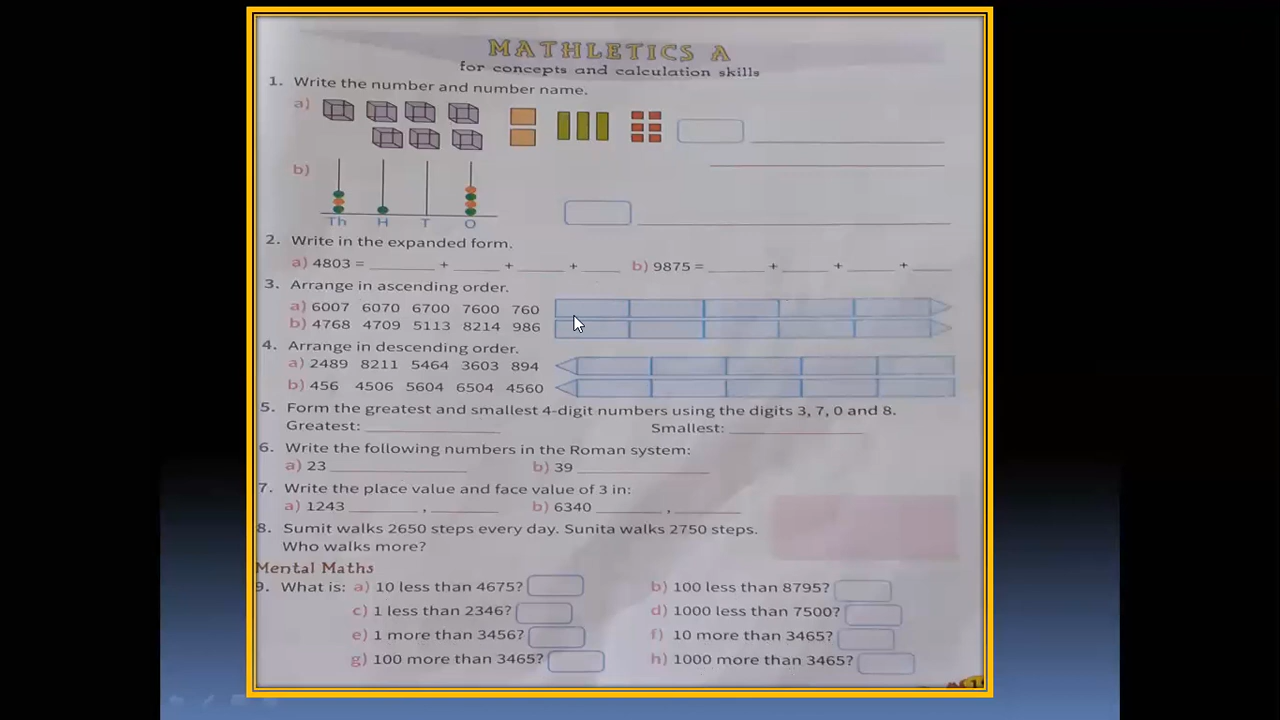 MATHLETICS A
for concepts and calculation skills
1. Write the number and number name.
a)
b)
Th H T O
2. Write in the expanded form.
a) 4803 = ______ + ______ + ______ + ______ b) 9875 = ______ + ______ + ______ + ______
3. Arrange in ascending order.
a) 6007 6070 6700 7600 760
b) 4768 4709 5113 8214 986
4. Arrange in descending order.
a) 2489 8211 5464 3603 894
b) 456 4506 5604 6504 4560
5. Form the greatest and smallest 4-digit numbers using the digits 3, 7, 0 and 8.
Greatest: ____________ Smallest: ____________
6. Write the following numbers in the Roman system:
a) 23 ____________ b) 39 ____________
7. Write the place value and face value of 3 in:
a) 1243 ________ , ________ b) 6340 ________ , ________
8. Sumit walks 2650 steps every day. Sunita walks 2750 steps.
Who walks more?
Mental Maths
9. What is: a) 10 less than 4675? b) 100 less than 8795?
c) 1 less than 2346? d) 1000 less than 7500?
e) 1 more than 3456? f) 10 more than 3465?
g) 100 more than 3465? h) 1000 more than 3465?